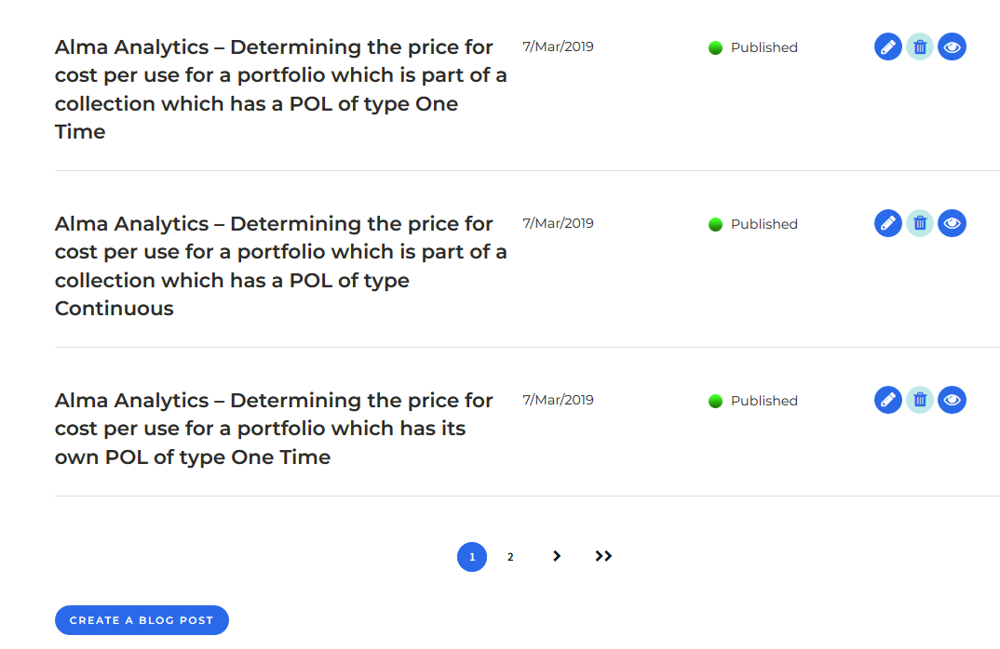 Alma Analytics – Determining the price for
7/Mar/2019
Published
cost per use for a portfolio which is part of a
collection which has a POL of type One
Time
Alma Analytics – Determining the price for
7/Mar/2019
Published
cost per use for a portfolio which is part of a
collection which has a POL of type
Continuous
Alma Analytics – Determining the price for
7/Mar/2019
Published
cost per use for a portfolio which has its
own POL of type One Time
1 2
CREATE A BLOG POST